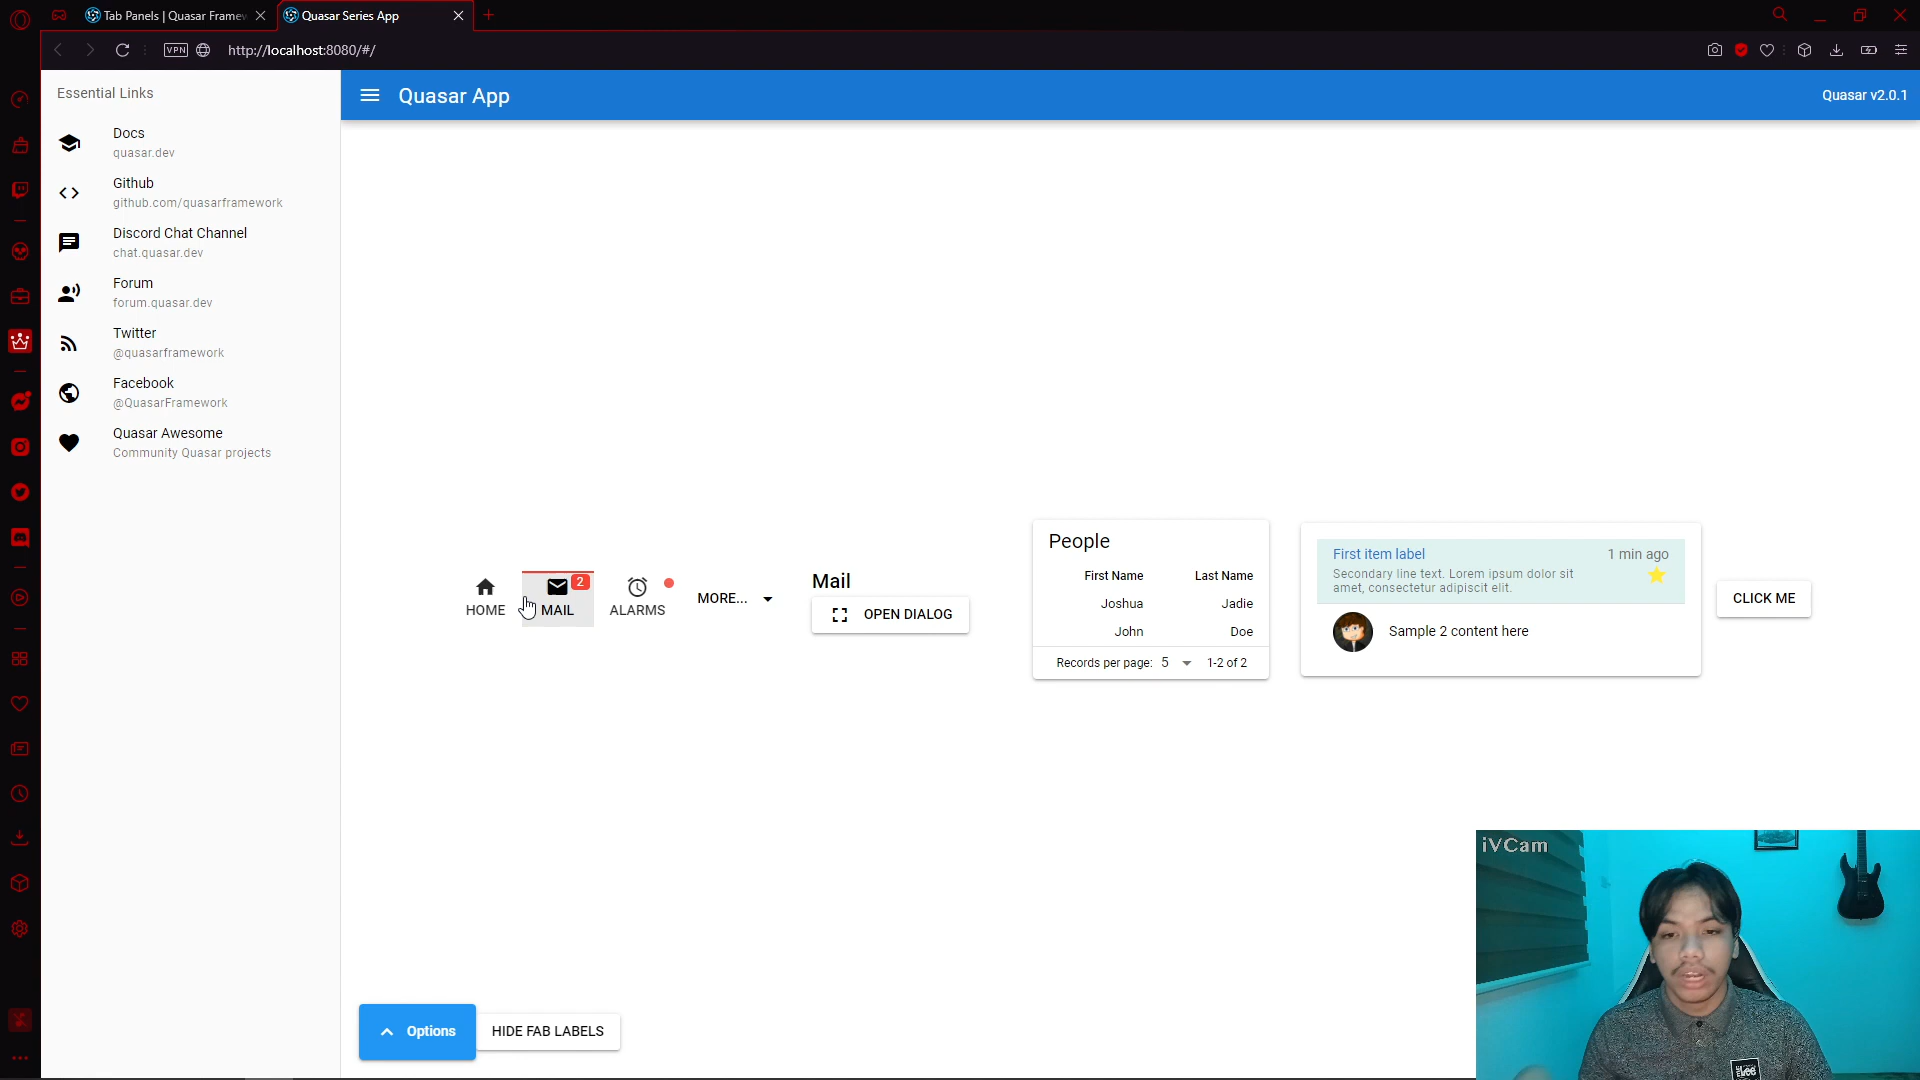 Tab Panels | Quasar Framew
Quasar Series App
VPN
http://localhost:8080/#/
Essential Links
Quasar App
Quasar v2.0.1
Docs
quasar.dev
Github
github.com/quasarframework
Discord Chat Channel
chat.quasar.dev
Forum
forum.quasar.dev
Twitter
@quasarframework
Facebook
@QuasarFramework
Quasar Awesome
Community Quasar projects
HOME
2
MAIL
ALARMS
MORE...
Mail
OPEN DIALOG
People
First Name Last Name
Joshua Jadie
John Doe
Records per page: 5 1-2 of 2
First item label
1 min ago
Secondary line text. Lorem ipsum dolor sit
amet, consectetur adipiscit elit.
Sample 2 content here
CLICK ME
Options
HIDE FAB LABELS
iVCam